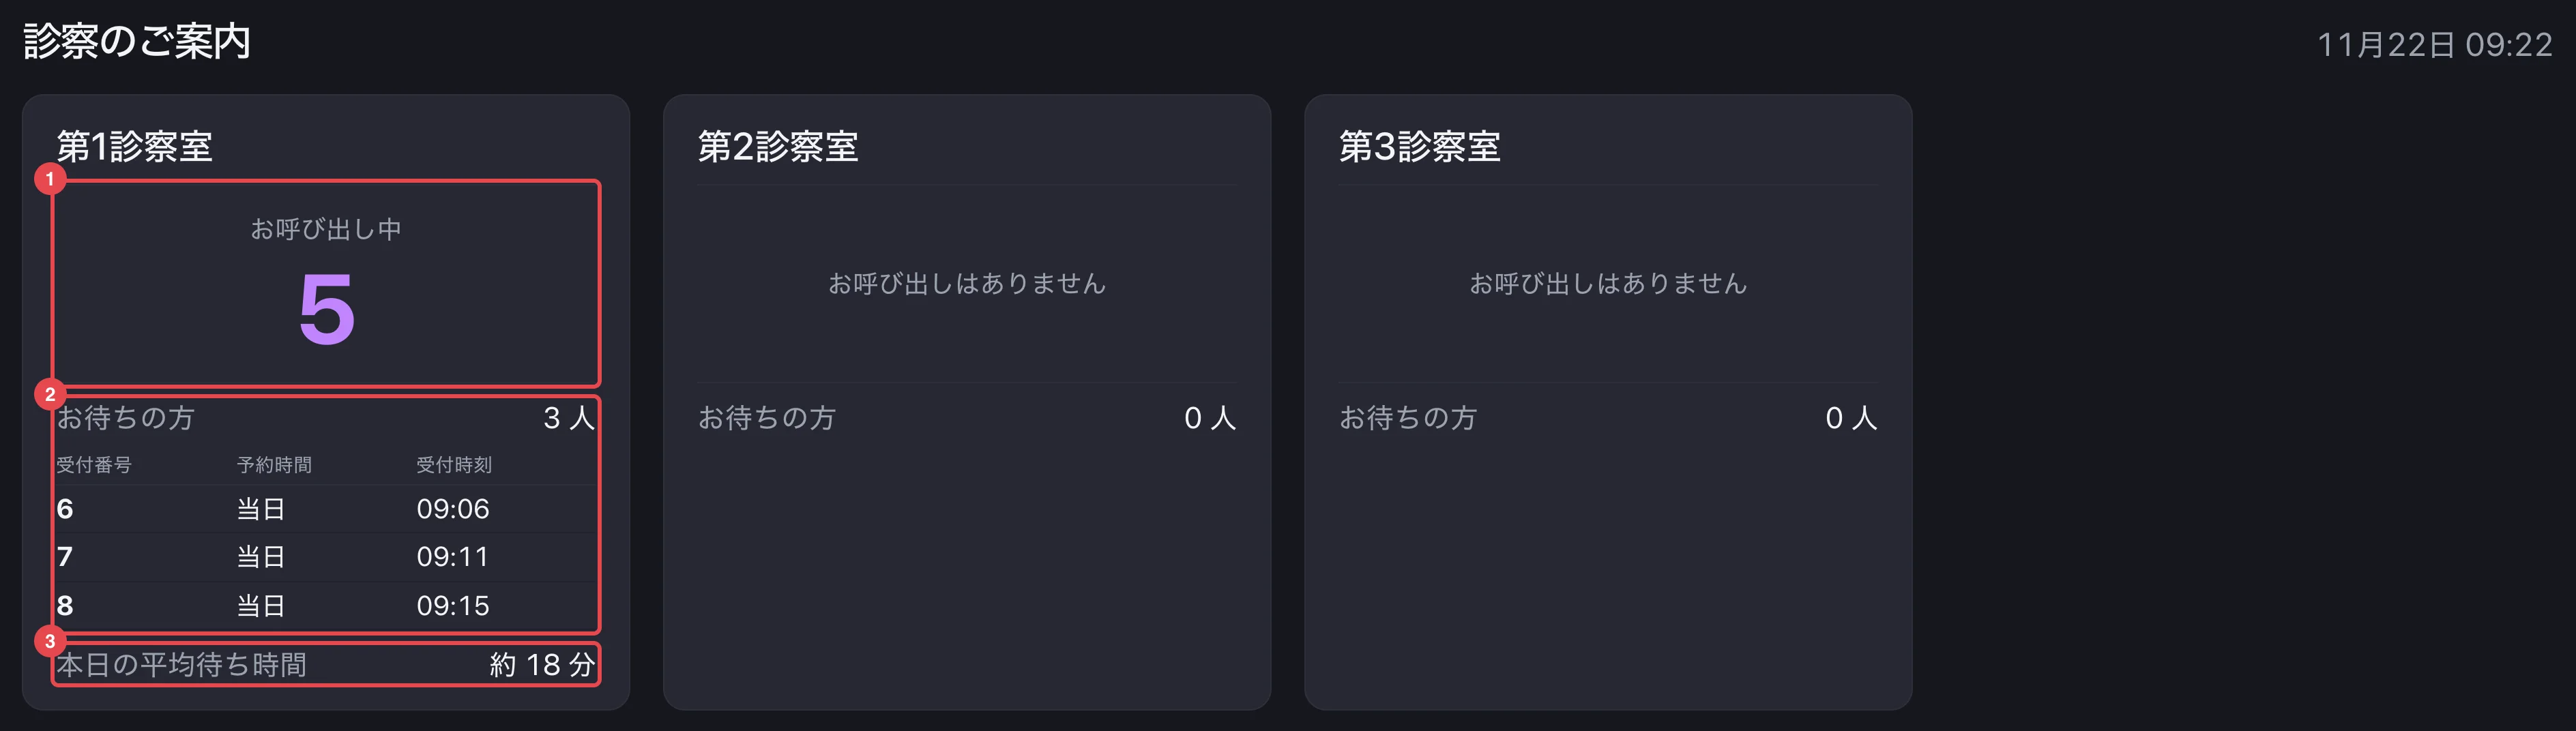 診察のご案内
11月22日 09:22
第1診察室
1
お呼び出し中
5
2
お待ちの方 3 人
受付番号 予約時間 受付時刻
6 当日 09:06
7 当日 09:11
8 当日 09:15
3
本日の平均待ち時間 約 18 分
第2診察室
お呼び出しはありません
お待ちの方 0 人
第3診察室
お呼び出しはありません
お待ちの方 0 人